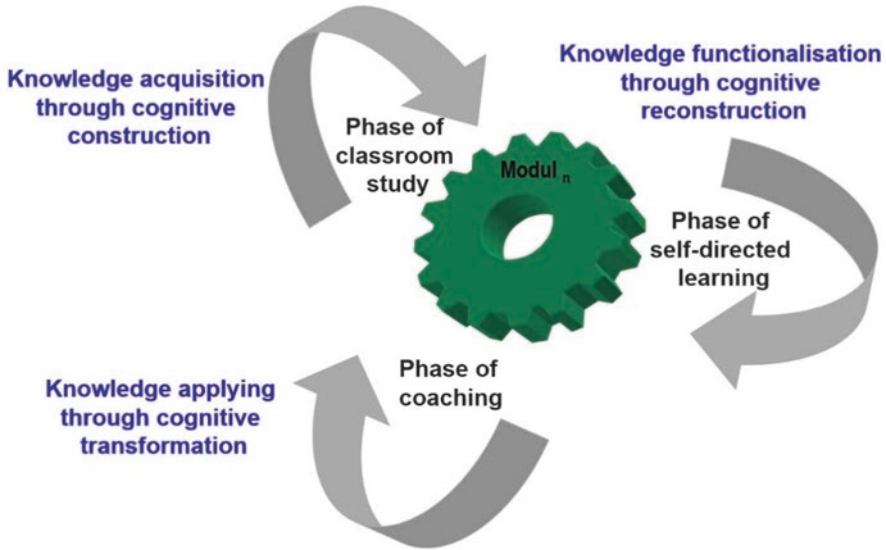 Knowledge acquisition
through cognitive
construction
Phase of
classroom
study
Modul n
Knowledge functionalisation
through cognitive
reconstruction
Phase of
self-directed
learning
Phase of
coaching
Knowledge applying
through cognitive
transformation